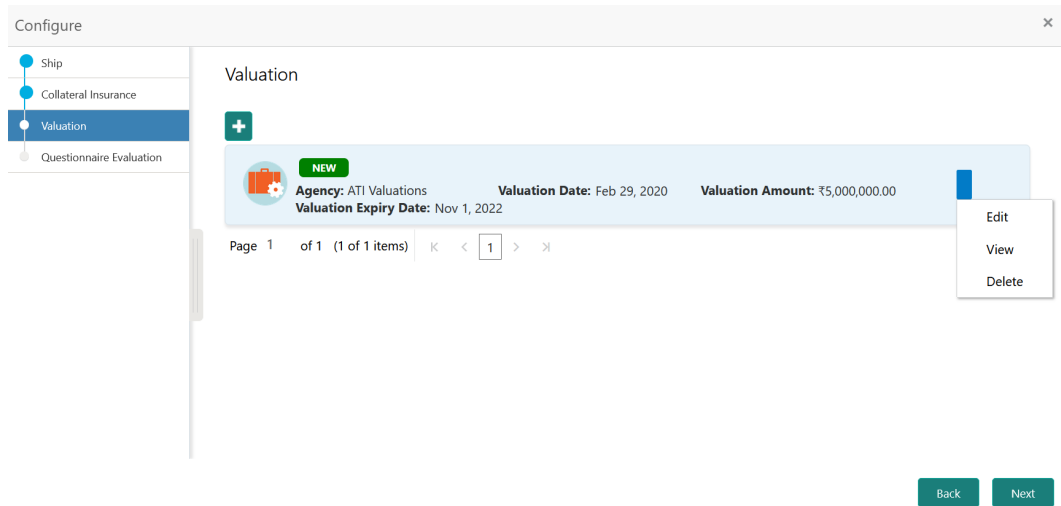 Configure
×
Ship
Collateral Insurance
Valuation
Questionnaire Evaluation
Valuation
NEW
Agency: ATI Valuations Valuation Date: Feb 29, 2020 Valuation Amount: ₹5,000,000.00
Valuation Expiry Date: Nov 1, 2022
Edit
View
Delete
Page 1 of 1 (1 of 1 items) 1
Back Next